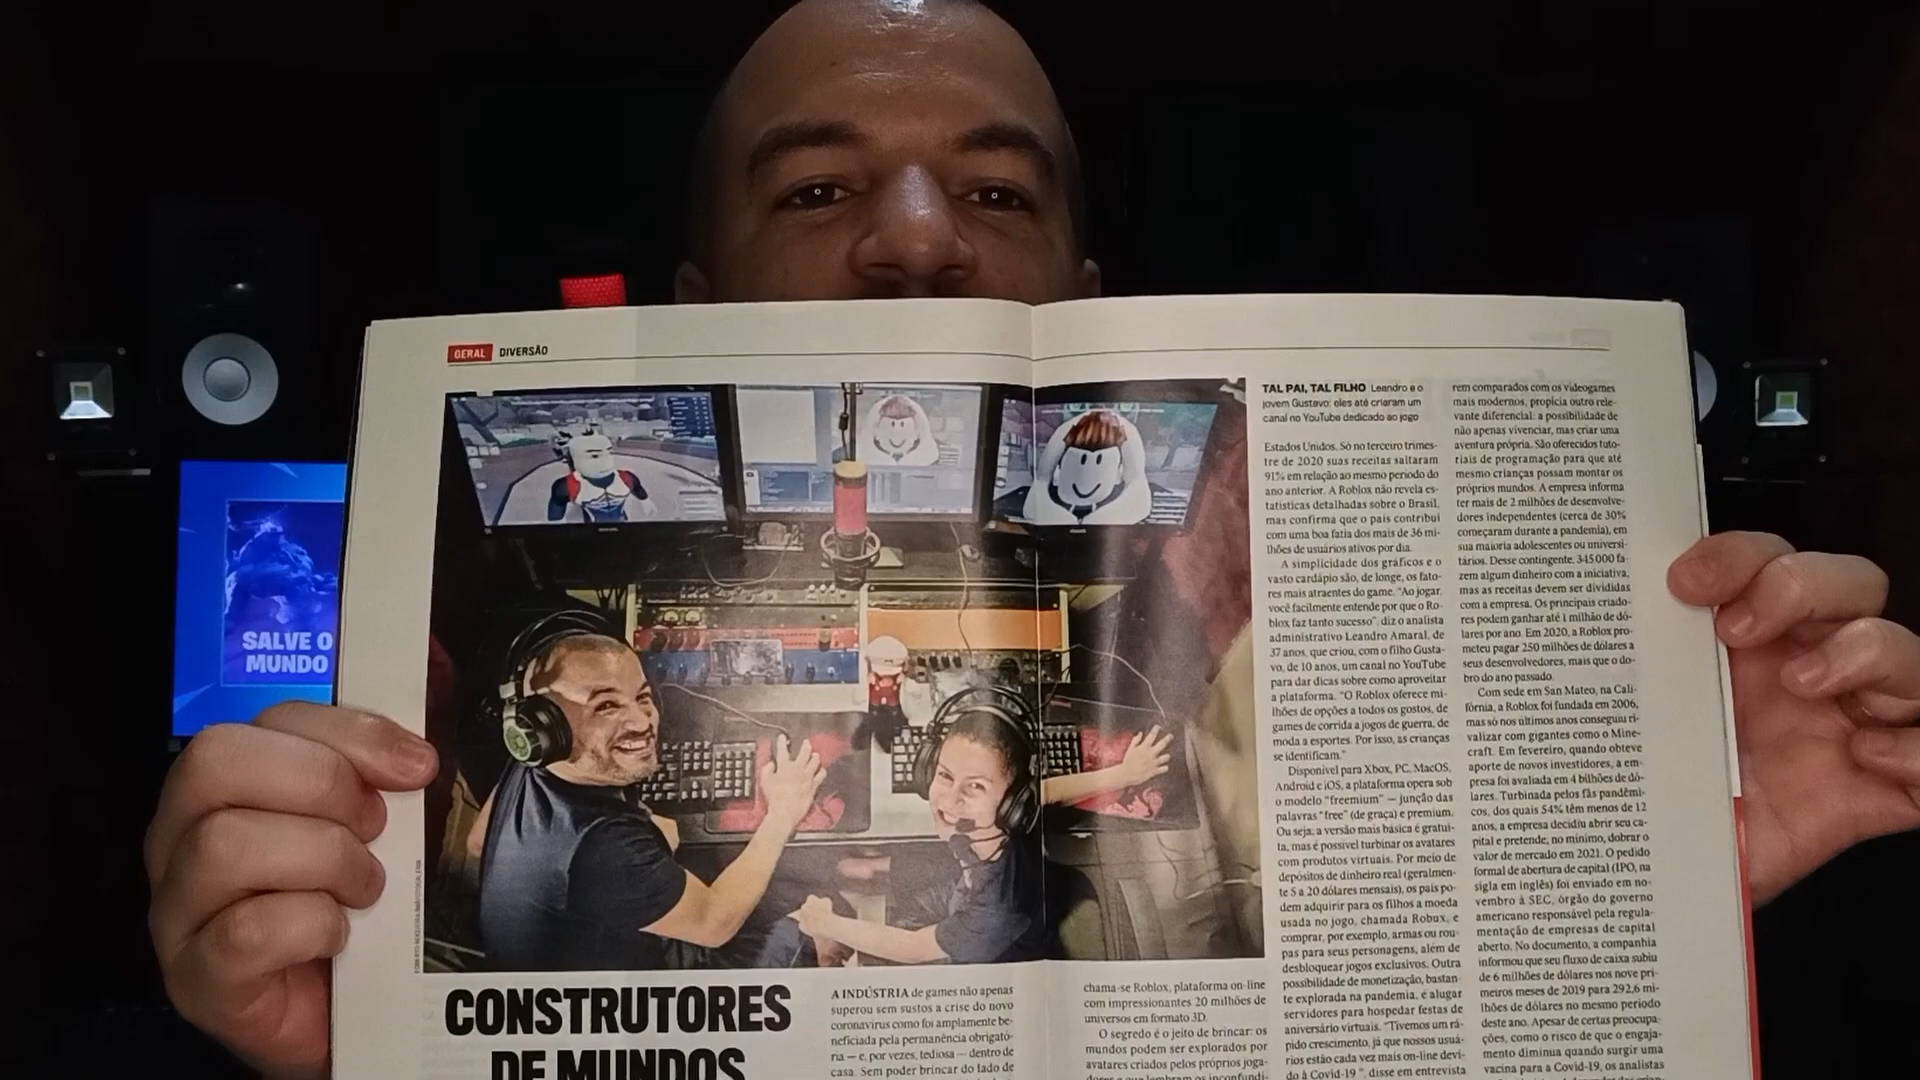 GERAL DIVERSÃO
SALVE O
MUNDO
CONSTRUTORES
DE MUNDOS
A INDÚSTRIA de games não apenas
superou sem sustos a crise do novo
coronavírus como foi amplamente be-
neficiada pela permanência obrigató-
ria — e, por vezes, tediosa — dentro de
casa. Sem poder brincar do lado de
chama-se Roblox, plataforma on-line
com impressionantes 20 milhões de
universos em formato 3D.
O segredo é o jeito de brincar: os
mundos podem ser explorados por
avatares criados pelos próprios joga-
TAL PAI, TAL FILHO Leandro e o
jovem Gustavo: eles até criaram um
canal no YouTube dedicado ao jogo
Estados Unidos. Só no terceiro trimes-
tre de 2020 suas receitas saltaram
91% em relação ao mesmo período do
ano anterior. A Roblox não revela es-
tatísticas detalhadas sobre o Brasil,
mas confirma que o país contribui
com uma boa fatia dos mais de 36 mi-
lhões de usuários ativos por dia.
A simplicidade dos gráficos e o
vasto cardápio são, de longe, os fato-
res mais atraentes do game. "Ao jogar,
você facilmente entende por que o Ro-
blox faz tanto sucesso", diz o analista
administrativo Leandro Amaral, de
37 anos, que criou, com o filho Gusta-
vo, de 10 anos, um canal no YouTube
para dar dicas sobre como aproveitar
a plataforma. "O Roblox oferece mi-
lhões de opções a todos os gostos, de
games de corrida a jogos de guerra, de
moda a esportes. Por isso, as crianças
se identificam."
Disponível para Xbox, PC, MacOS,
Android e iOS, a plataforma opera sob
o modelo "freemium" — junção das
palavras "free" (de graça) e premium.
Ou seja: a versão mais básica é gratui-
ta, mas é possível turbinar os avatares
com produtos virtuais. Por meio de
depósitos de dinheiro real (geralmen-
te 5 a 20 dólares mensais), os pais po-
dem adquirir para os filhos a moeda
usada no jogo, chamada Robux, e
comprar, por exemplo, armas ou rou-
pas para seus personagens, além de
desbloquear jogos exclusivos. Outra
possibilidade de monetização, bastan-
te explorada na pandemia, é alugar
servidores para hospedar festas de
aniversário virtuais. "Tivemos um rá-
pido crescimento, já que nossos usuá-
rios estão cada vez mais on-line devi-
do à Covid-19", disse em entrevista
rem comparados com os videogames
mais modernos, propicia outro rele-
vante diferencial: a possibilidade de
não apenas vivenciar, mas criar uma
aventura própria. São oferecidos tuto-
riais de programação para que até
mesmo crianças possam montar os
próprios mundos. A empresa informa
ter mais de 2 milhões de desenvolve-
dores independentes (cerca de 30%
começaram durante a pandemia), em
sua maioria adolescentes ou universi-
tários. Desse contingente, 345 000 fa-
zem algum dinheiro com a iniciativa,
mas as receitas devem ser divididas
com a empresa. Os principais criado-
res podem ganhar até 1 milhão de dó-
lares por ano. Em 2020, a Roblox pro-
meteu pagar 250 milhões de dólares a
seus desenvolvedores, mais que o do-
bro do ano passado.
Com sede em San Mateo, na Cali-
fórnia, a Roblox foi fundada em 2006,
mas só nos últimos anos conseguiu ri-
valizar com gigantes como o Mine-
craft. Em fevereiro, quando obteve
aporte de novos investidores, a em-
presa foi avaliada em 4 bilhões de dó-
lares. Turbinada pelos fãs pandêmi-
cos, dos quais 54% têm menos de 12
anos, a empresa decidiu abrir seu ca-
pital e pretende, no mínimo, dobrar o
valor de mercado em 2021. O pedido
formal de abertura de capital (IPO, na
sigla em inglês) foi enviado em no-
vembro à SEC, órgão do governo
americano responsável pela regula-
mentação de empresas de capital
aberto. No documento, a companhia
informou que seu fluxo de caixa subiu
de 6 milhões de dólares nos nove pri-
meiros meses de 2019 para 292,6 mi-
lhões de dólares no mesmo período
deste ano. Apesar de certas preocupa-
ções, como o risco de que o engaja-
mento diminua quando surgir uma
vacina para a Covid-19, os analistas